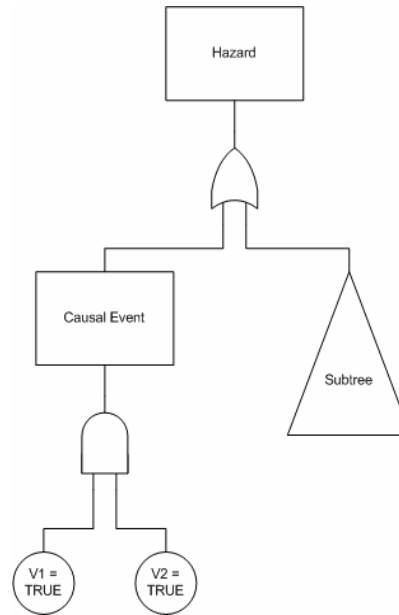 Hazard
Causal Event
Subtree
V1 =
TRUE
V2 =
TRUE